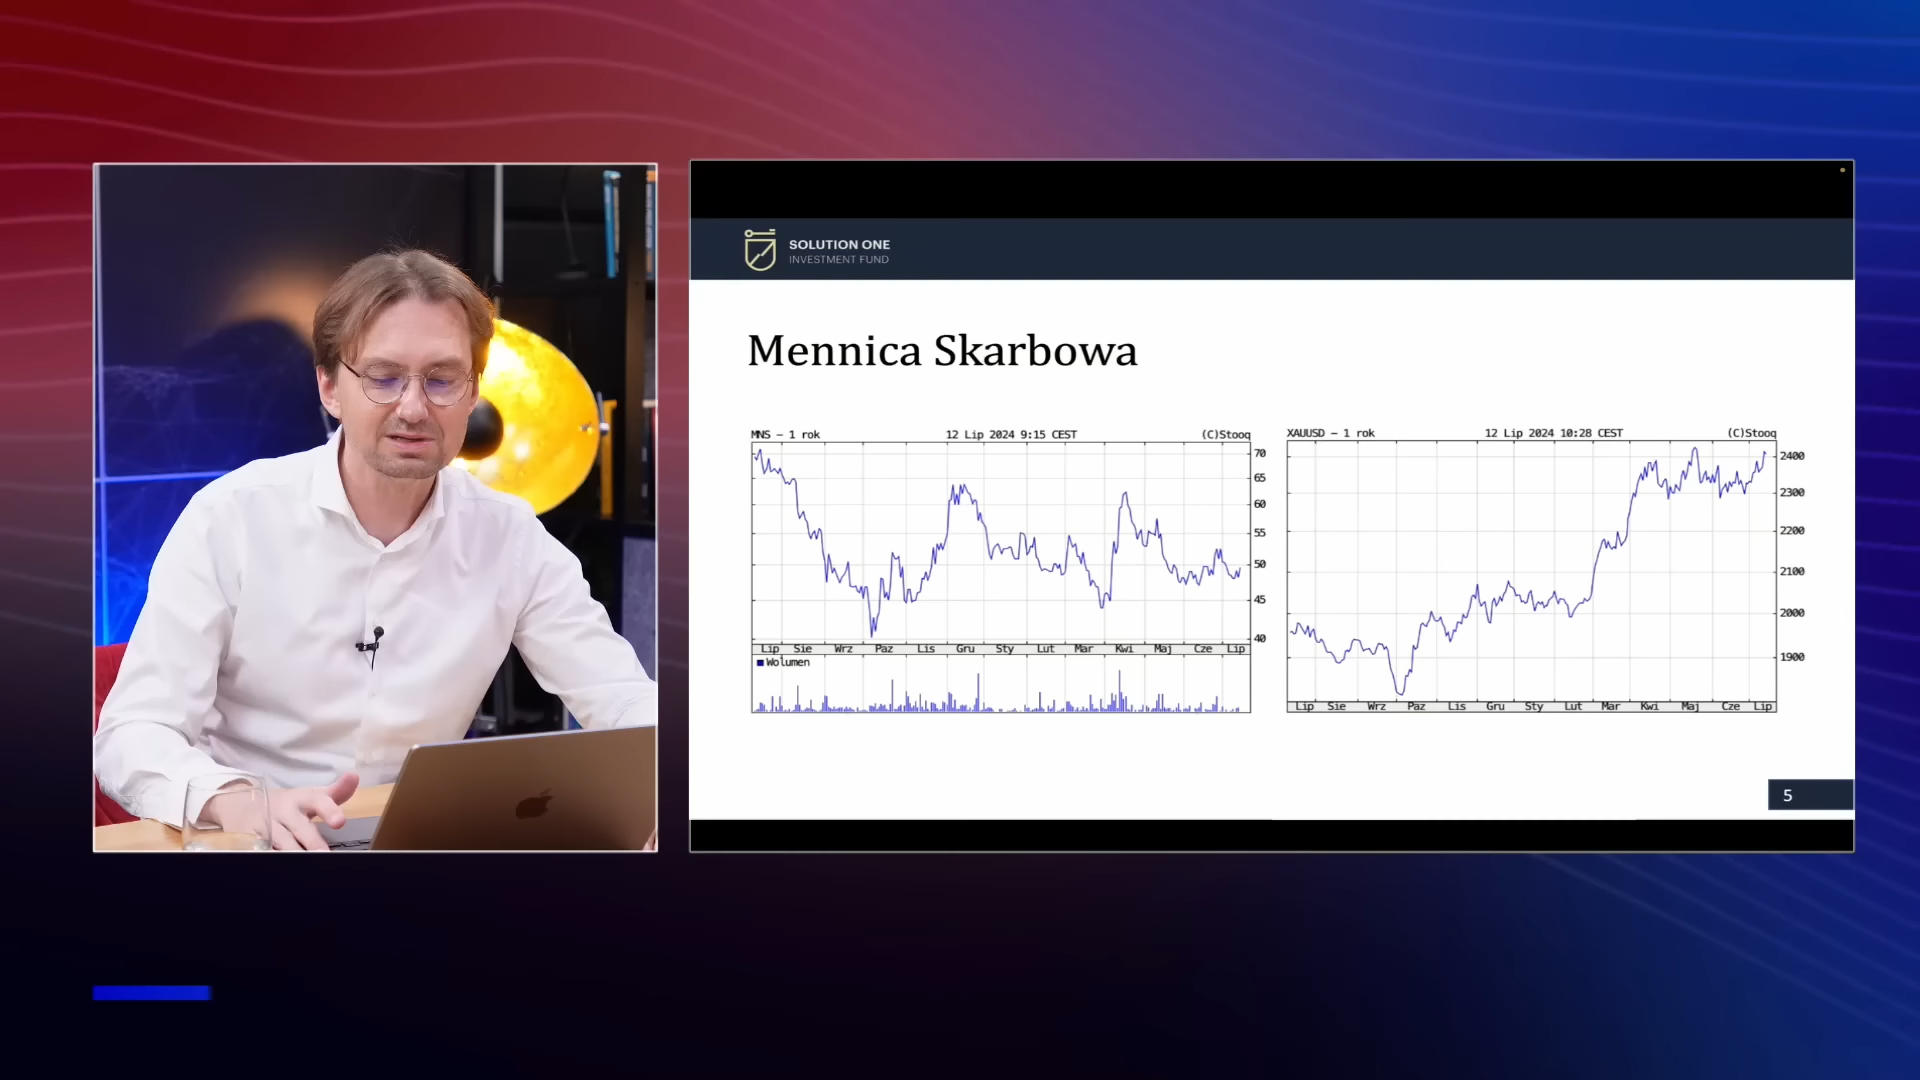 SOLUTION ONE
INVESTMENT FUND
Mennica Skarbowa
MNS - 1 rok 12 Lip 2024 9:15 CEST (C)Stooq
70
65
60
55
50
45
40
Lip Sie Wrz Paz Lis Gru Sty Lut Mar Kwi Maj Cze Lip
Wolumen
XAUUSD - 1 rok 12 Lip 2024 10:28 CEST (C)Stooq
2400
2300
2200
2100
2000
1900
Lip Sie Wrz Paz Lis Gru Sty Lut Mar Kwi Maj Cze Lip
5